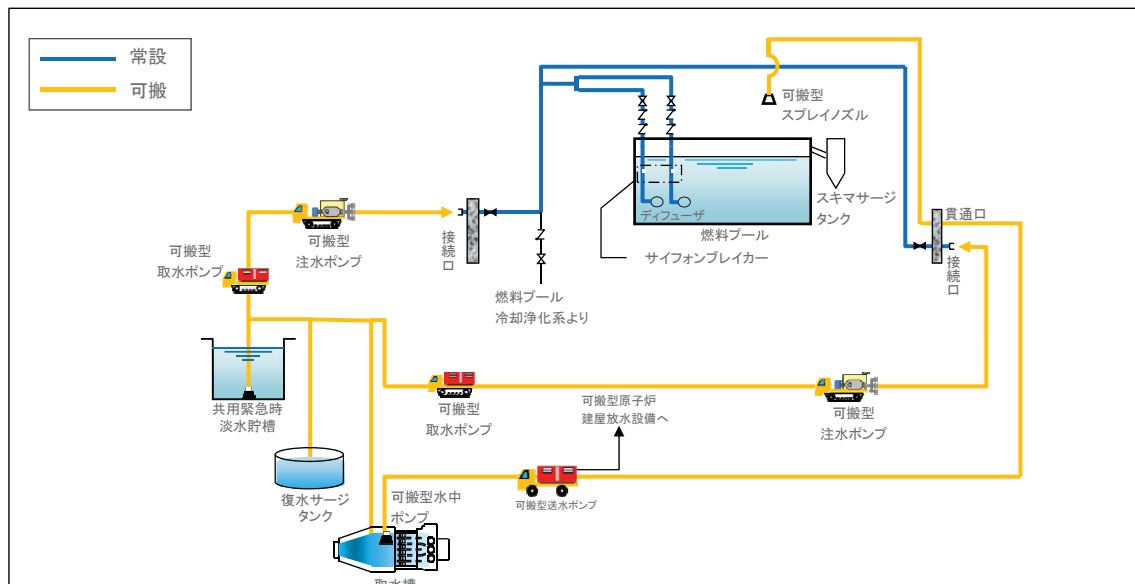 常設
可搬
可搬型
スプレイノズル
スキマサージ
タンク
ディフューザ
燃料プール
サイフォンブレイカー
貫通口
接続口
接続口
可搬型
注水ポンプ
可搬型
取水ポンプ
燃料プール
冷却浄化系より
共用緊急時
淡水貯槽
可搬型
取水ポンプ
可搬型原子炉
建屋放水設備へ
可搬型
注水ポンプ
復水サージ
タンク
可搬型水中
ポンプ
可搬型送水ポンプ
取水槽